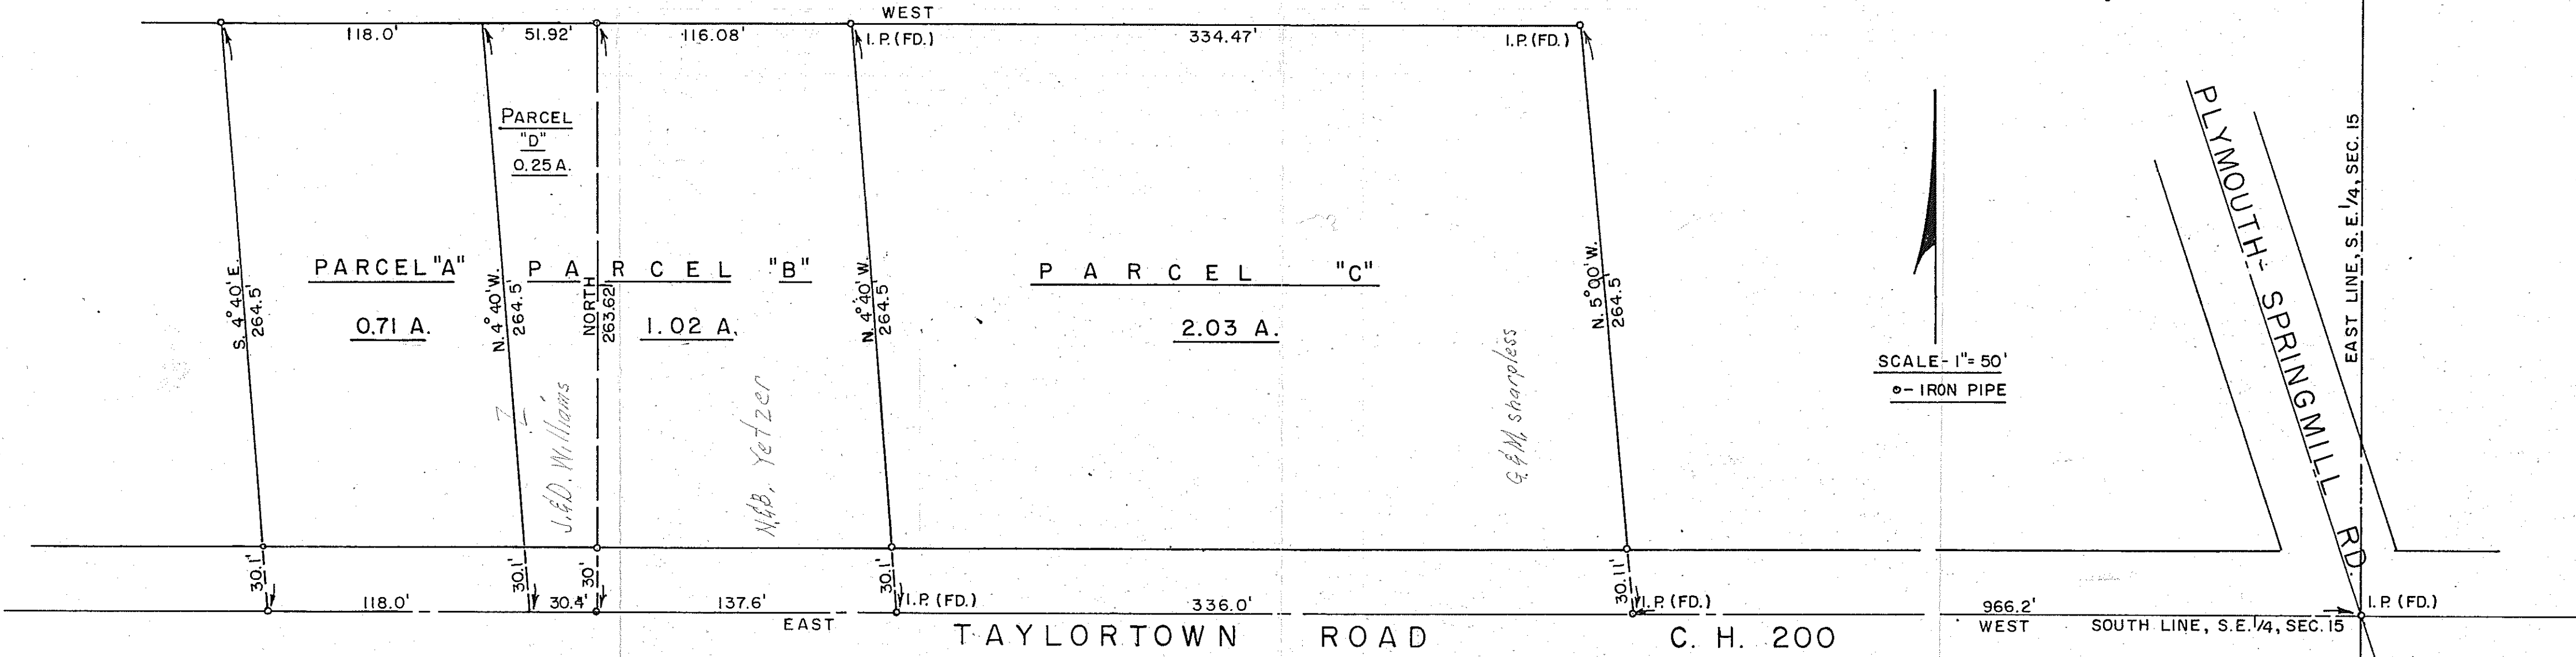 WEST
118.0'
51.92'
116.08'
I.P. (FD.)
334.47'
I.P. (FD.)
PARCEL
"D"
0.25 A.
S. 4° 40' E.
264.5'
PARCEL "A"
0.71 A.
N. 4° 40' W.
264.5'
PARCEL "B"
NORTH
263.62'
1.02 A.
N. 4° 40' W.
264.5'
PARCEL "C"
2.03 A.
N. 5° 00' W.
264.5'
J.&D. Williams
N.&B. Yetzer
G.&M. sharpless
SCALE - 1" = 50'
o - IRON PIPE
PLYMOUTH - SPRINGMILL RD.
EAST LINE, S.E. 1/4, SEC. 15
30.1'
30.1'
30'
30.1'
30.11'
118.0'
30.4'
137.6'
I.P. (FD.)
336.0'
I.P. (FD.)
966.2'
I.P. (FD.)
EAST
WEST
SOUTH LINE, S.E. 1/4, SEC. 15
TAYLORTOWN ROAD C. H. 200